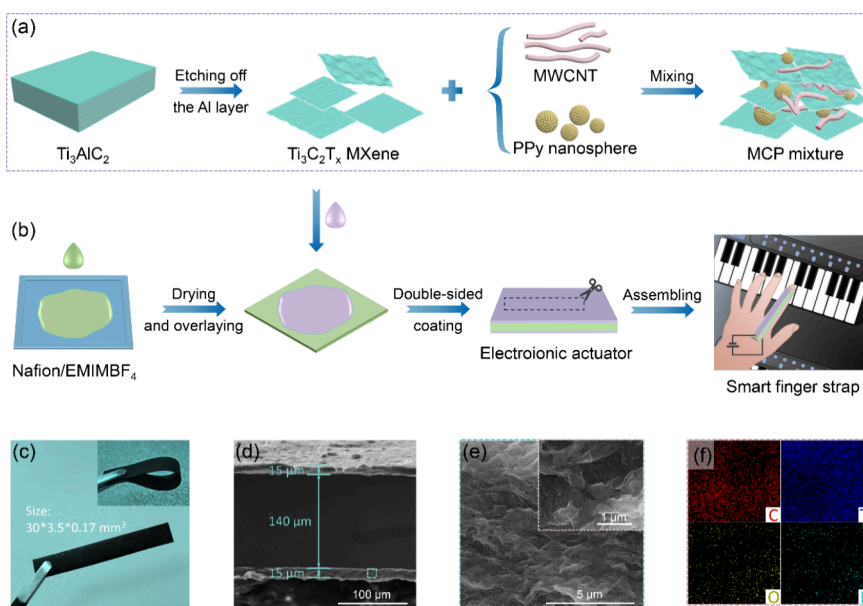 (a)
Etching off
the Al layer
MWCNT
Mixing
Ti₃AlC₂
Ti₃C₂Tₓ MXene
PPy nanosphere
MCP mixture
(b)
Drying
and overlaying
Double-sided
coating
Assembling
Nafion/EMIMBF₄
Electroionic actuator
Smart finger strap
(c)
Size:
30*3.5*0.17 mm³
(d)
15 μm
140 μm
15 μm
100 μm
(e)
1 μm
5 μm
(f)
C
O